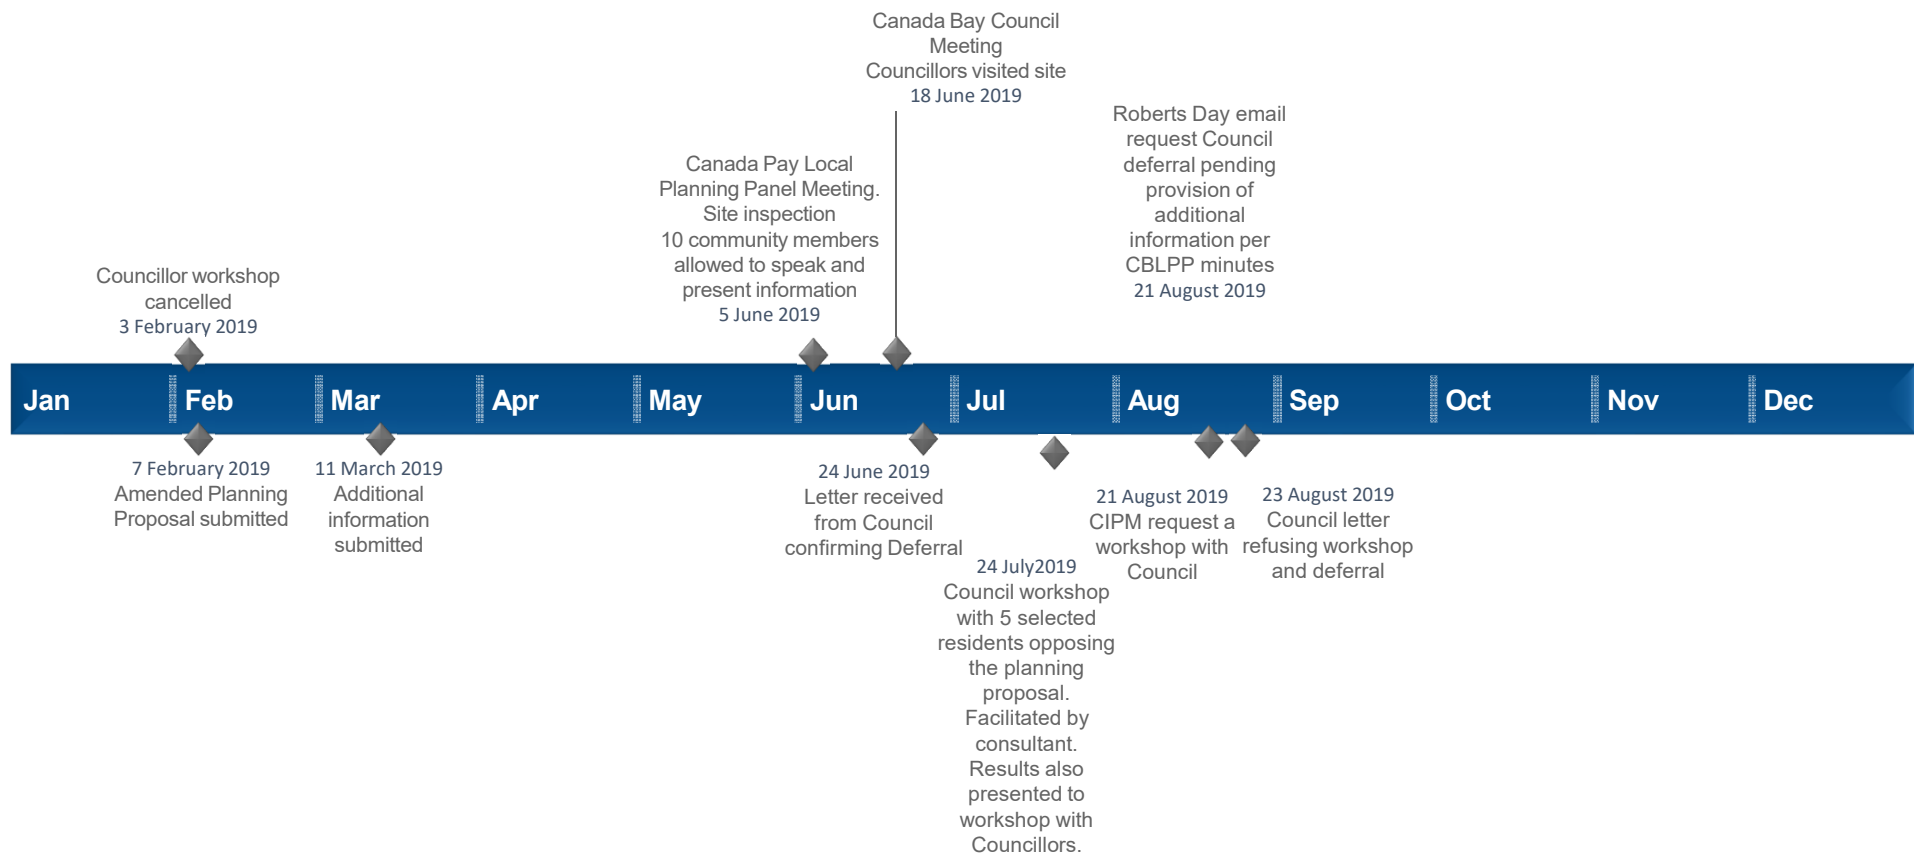 Canada Bay Council
Meeting
Councillors visited site
18 June 2019
Roberts Day email
request Council
deferral pending
provision of
additional
information per
CBLPP minutes
21 August 2019
Canada Pay Local
Planning Panel Meeting.
Site inspection
10 community members
allowed to speak and
present information
5 June 2019
Councillor workshop
cancelled
3 February 2019
Jan
Feb
Mar
Apr
May
Jun
Jul
Aug
Sep
Oct
Nov
Dec
7 February 2019
Amended Planning
Proposal submitted
11 March 2019
Additional
information
submitted
24 June 2019
Letter received
from Council
confirming Deferral
24 July2019
Council workshop
with 5 selected
residents opposing
the planning
proposal.
Facilitated by
consultant.
Results also
presented to
workshop with
Councillors.
21 August 2019
CIPM request a
workshop with
Council
23 August 2019
Council letter
refusing workshop
and deferral